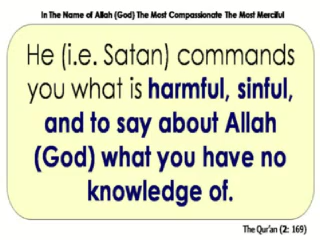 In The Name of Allah (God) The Most Compassionate The Most Merciful
He (i.e. Satan) commands
you what is harmful, sinful,
and to say about Allah
(God) what you have no
knowledge of.
The Qur'an (2: 169)